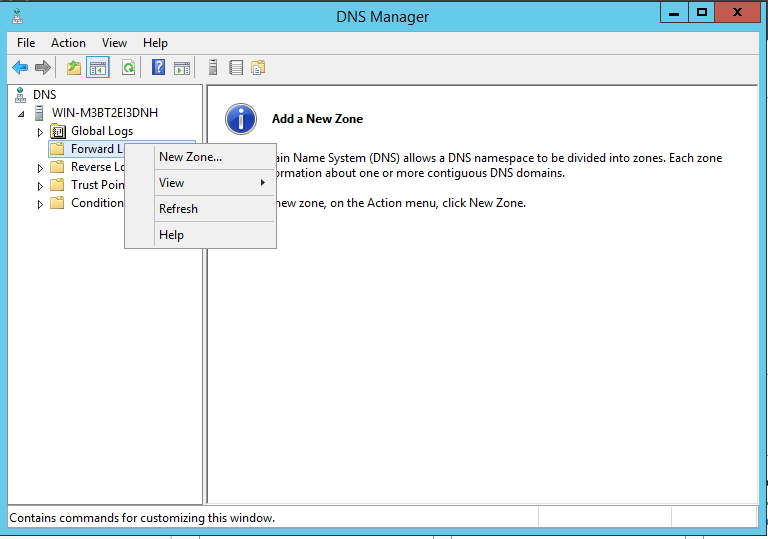 DNS Manager
File Action View Help
DNS
WIN-M3BT2EI3DNH
Global Logs
Forward L
Reverse Lo
Trust Poin
Condition
New Zone...
View
Refresh
Help
Add a New Zone
ain Name System (DNS) allows a DNS namespace to be divided into zones. Each zone
ormation about one or more contiguous DNS domains.
new zone, on the Action menu, click New Zone.
Contains commands for customizing this window.